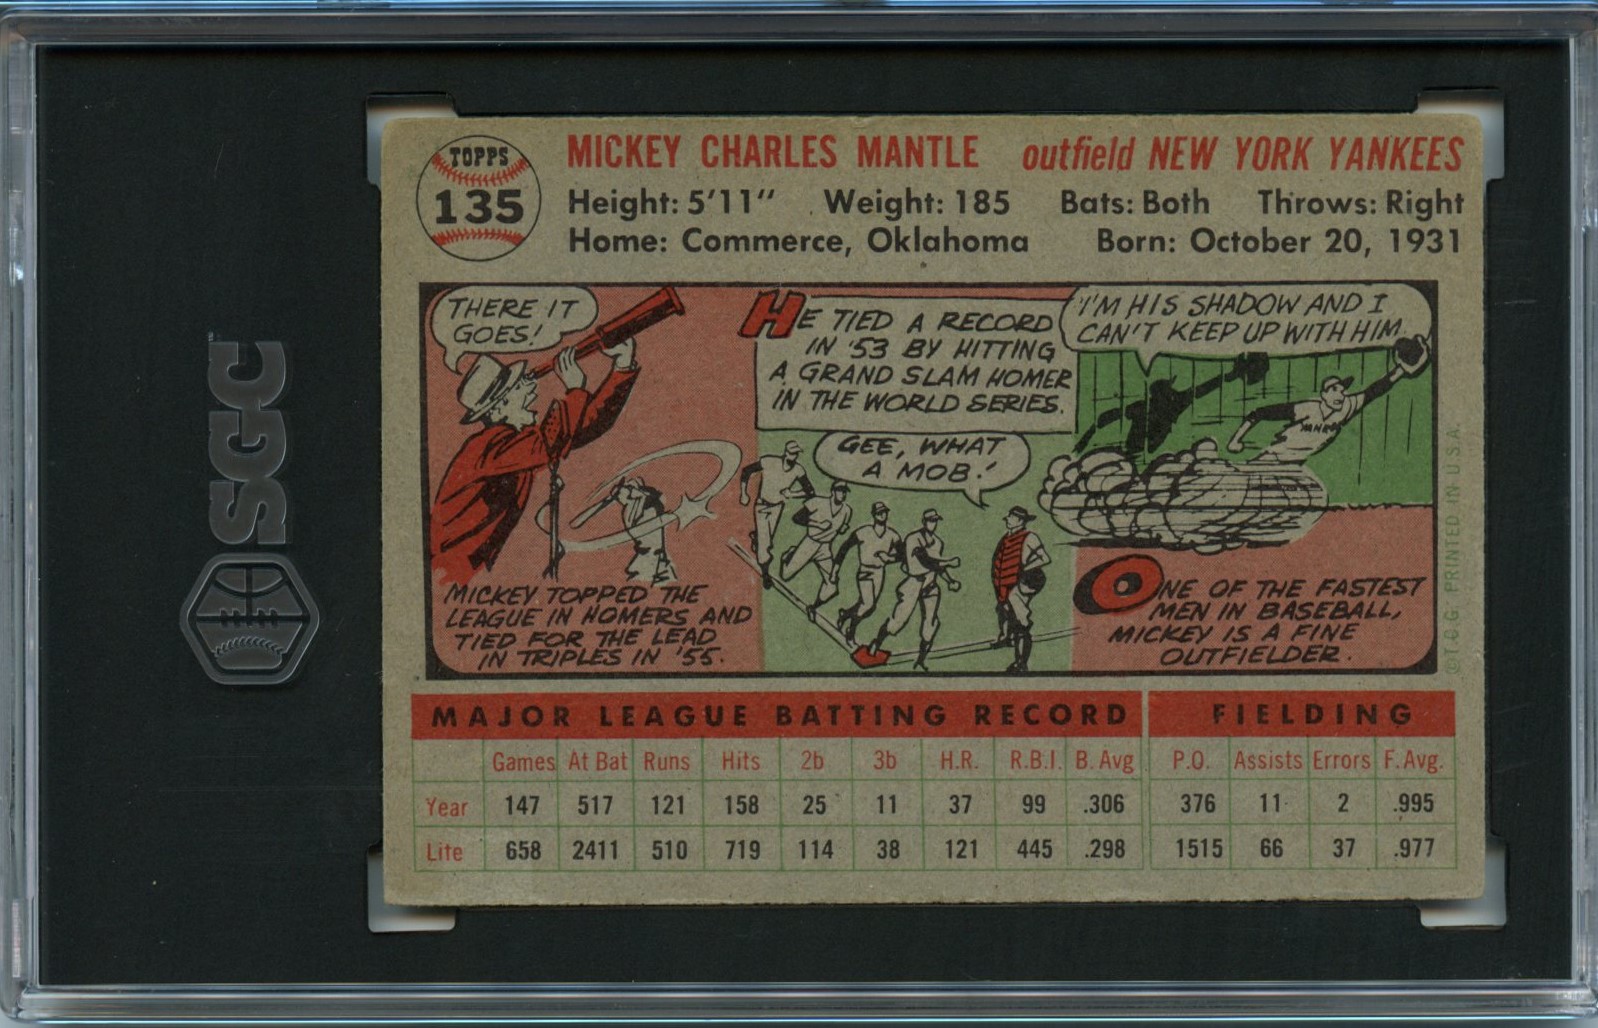 TOPPS
135
MICKEY CHARLES MANTLE outfield NEW YORK YANKEES
Height: 5'11" Weight: 185 Bats: Both Throws: Right
Home: Commerce, Oklahoma Born: October 20, 1931
THERE IT
GOES!
MICKEY TOPPED THE
LEAGUE IN HOMERS AND
TIED FOR THE LEAD
IN TRIPLES IN '55.
HE TIED A RECORD
IN '53 BY HITTING
A GRAND SLAM HOMER
IN THE WORLD SERIES.
GEE, WHAT
A MOB!
I'M HIS SHADOW AND I
CAN'T KEEP UP WITH HIM.
ONE OF THE FASTEST
MEN IN BASEBALL,
MICKEY IS A FINE
OUTFIELDER.
© T.C.G. PRINTED IN U.S.A.
MAJOR LEAGUE BATTING RECORD FIELDING
Games At Bat Runs Hits 2b 3b H.R. R.B.I. B. Avg P.O. Assists Errors F. Avg.
Year 147 517 121 158 25 11 37 99 .306 376 11 2 .995
Life 658 2411 510 719 114 38 121 445 .298 1515 66 37 .977
SGC